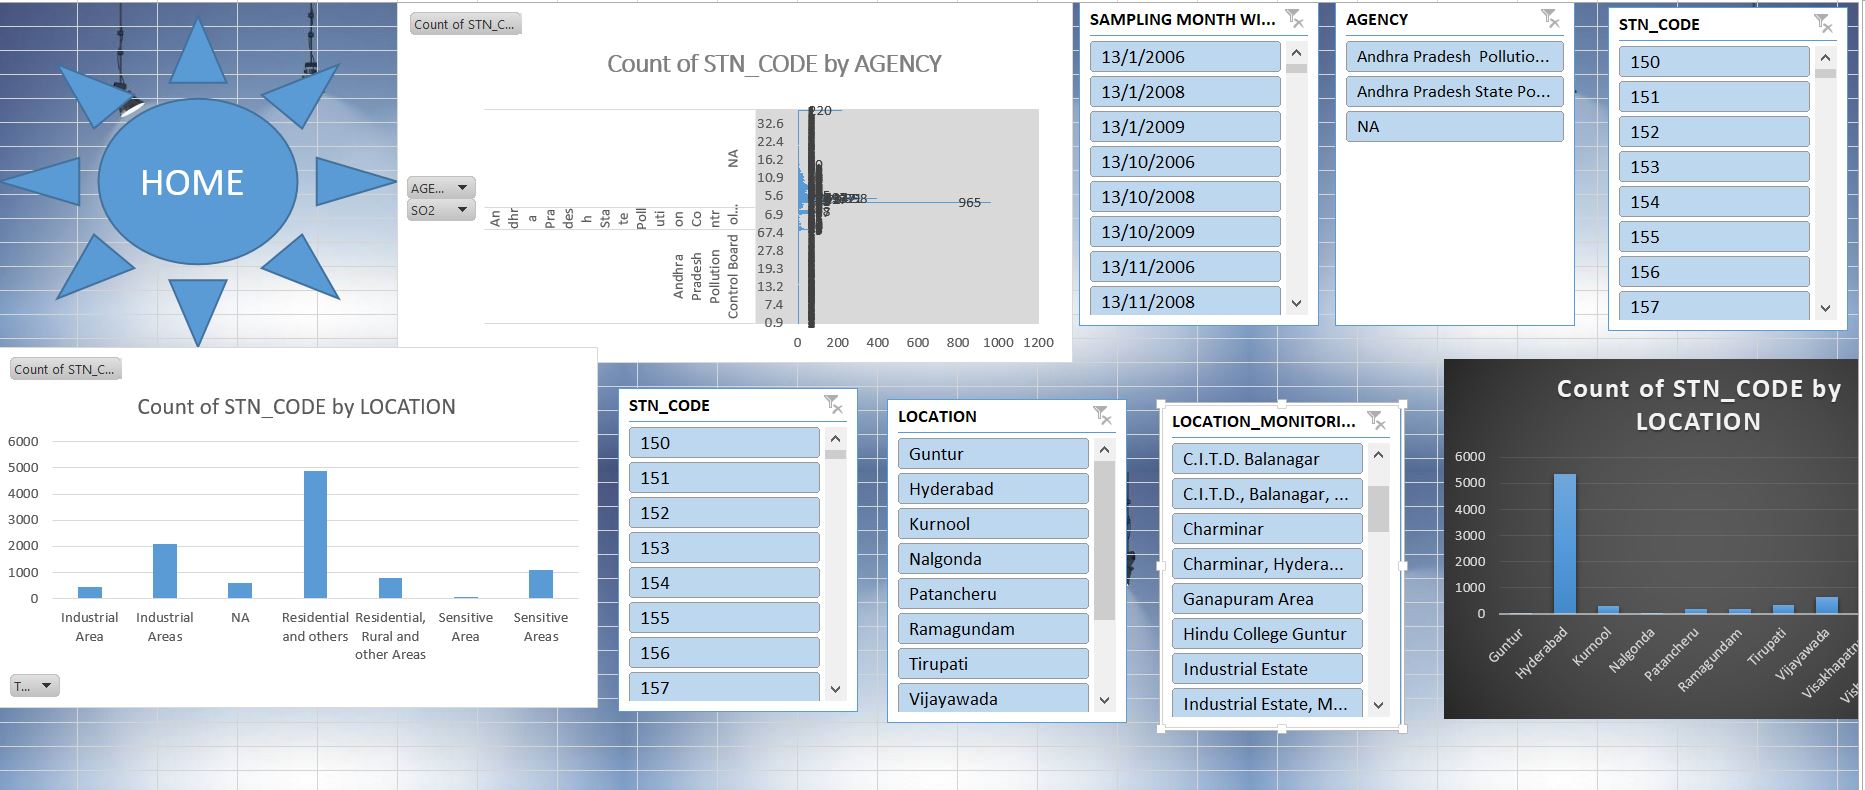 HOME
Count of STN_C...
Count of STN_CODE by AGENCY
AGE...
SO2
NA
Andhra Pradesh State Pollution Control...
Andhra Pradesh Pollution Control Board
32.6
22.4
16.2
10.9
5.6
6.9
67.4
27.8
19.3
13.2
7.4
0.9
220
965
0 200 400 600 800 1000 1200
SAMPLING MONTH WI...
13/1/2006
13/1/2008
13/1/2009
13/10/2006
13/10/2008
13/10/2009
13/11/2006
13/11/2008
AGENCY
Andhra Pradesh Pollutio...
Andhra Pradesh State Po...
NA
STN_CODE
150
151
152
153
154
155
156
157
Count of STN_C...
Count of STN_CODE by LOCATION
6000
5000
4000
3000
2000
1000
0
Industrial Area
Industrial Areas
NA
Residential and others
Residential, Rural and other Areas
Sensitive Area
Sensitive Areas
T...
STN_CODE
150
151
152
153
154
155
156
157
LOCATION
Guntur
Hyderabad
Kurnool
Nalgonda
Patancheru
Ramagundam
Tirupati
Vijayawada
LOCATION_MONITORI...
C.I.T.D. Balanagar
C.I.T.D., Balanagar, ...
Charminar
Charminar, Hydera...
Ganapuram Area
Hindu College Guntur
Industrial Estate
Industrial Estate, M...
Count of STN_CODE by
LOCATION
6000
5000
4000
3000
2000
1000
0
Guntur
Hyderabad
Kurnool
Nalgonda
Patancheru
Ramagundam
Tirupati
Vijayawada